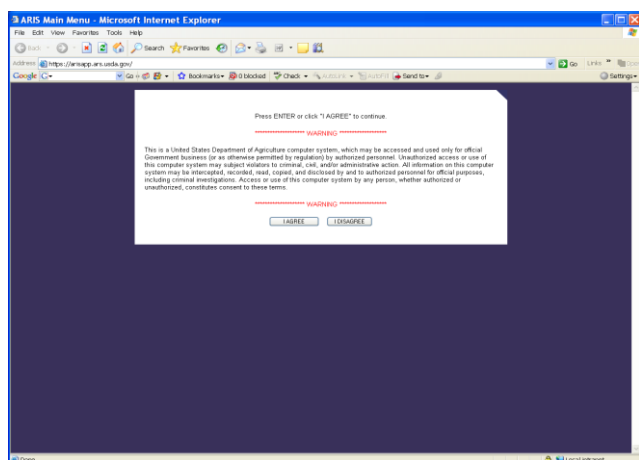 ARIS Main Menu - Microsoft Internet Explorer
File Edit View Favorites Tools Help
Back Search Favorites
Address https://arisapp.ars.usda.gov/ Go Links
Google Go Bookmarks 0 blocked Check AutoLink AutoFill Send to Settings
Press ENTER or click "I AGREE" to continue.
******************** WARNING ********************
This is a United States Department of Agriculture computer system, which may be accessed and used only for official
Government business (or as otherwise permitted by regulation) by authorized personnel. Unauthorized access or use of
this computer system may subject violators to criminal, civil, and/or administrative action. All information on this computer
system may be intercepted, recorded, read, copied, and disclosed by and to authorized personnel for official purposes,
including criminal investigations. Access or use of this computer system by any person, whether authorized or
unauthorized, constitutes consent to these terms.
******************** WARNING ********************
I AGREE I DISAGREE
Done Local intranet